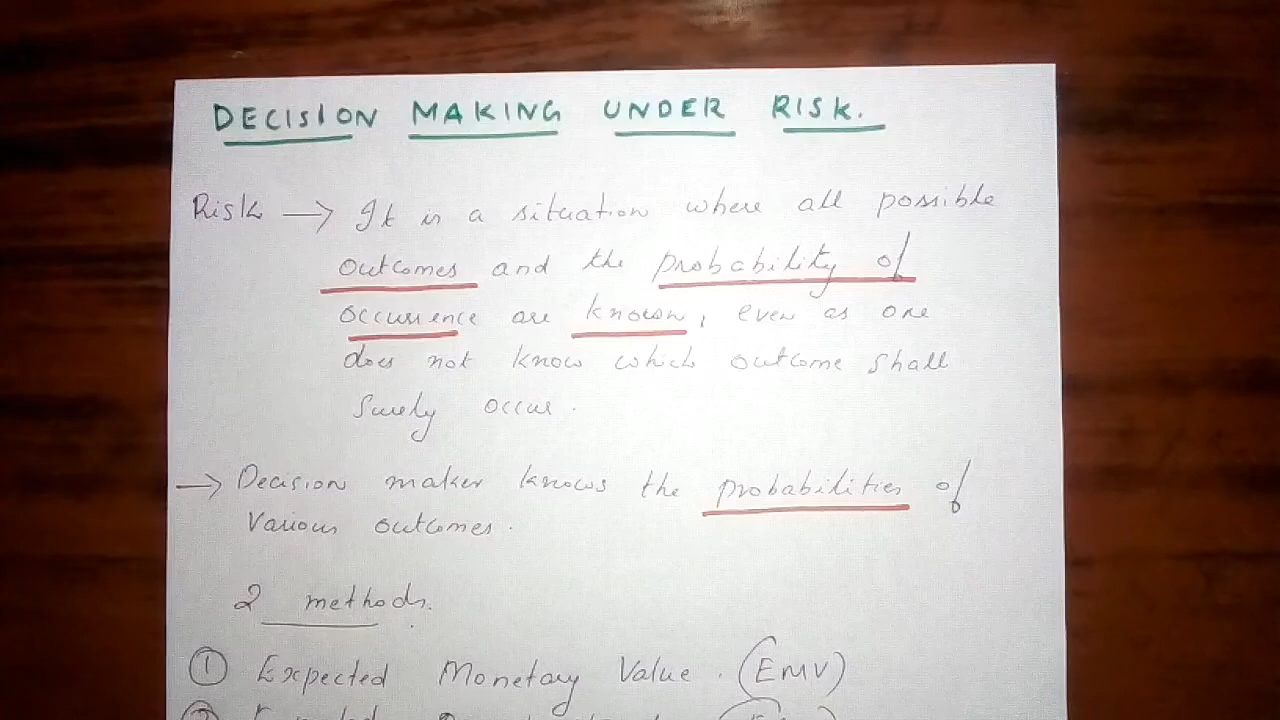 DECISION MAKING UNDER RISK.
Risk → It is a situation where all possible
outcomes and the probability of
occurrence are known, even as one
does not know which outcome shall
surely occur.
→ Decision maker knows the probabilities of
Various outcomes.
2 methods.
① Expected Monetary Value. (EMV)